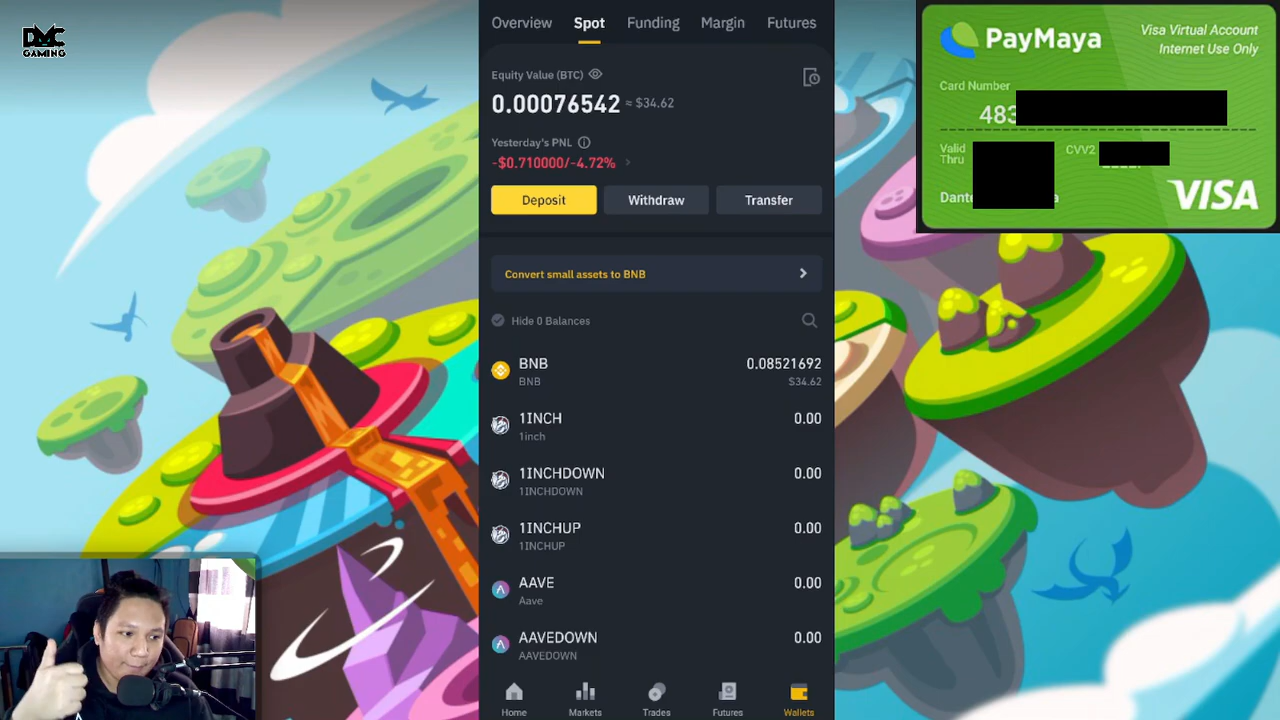 DMC
GAMING
Overview Spot Funding Margin Futures
Equity Value (BTC)
0.00076542 ≈ $34.62
Yesterday's PNL
-$0.710000/-4.72%
Deposit Withdraw Transfer
Convert small assets to BNB
Hide 0 Balances
BNB 0.08521692
BNB $34.62
1INCH 0.00
1inch
1INCHDOWN 0.00
1INCHDOWN
1INCHUP 0.00
1INCHUP
AAVE 0.00
Aave
AAVEDOWN 0.00
AAVEDOWN
Home Markets Trades Futures Wallets
PayMaya
Visa Virtual Account
Internet Use Only
Card Number
483
Valid
Thru
CVV2
Dant
VISA